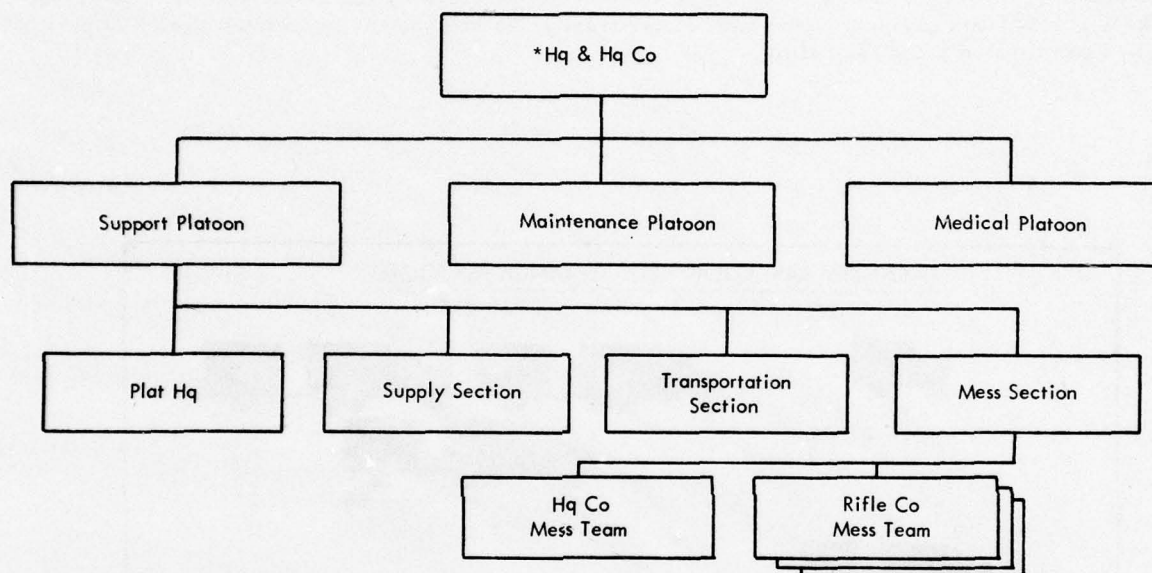 *Hq & Hq Co
Support Platoon
Maintenance Platoon
Medical Platoon
Plat Hq
Supply Section
Transportation
Section
Mess Section
Hq Co
Mess Team
Rifle Co
Mess Team